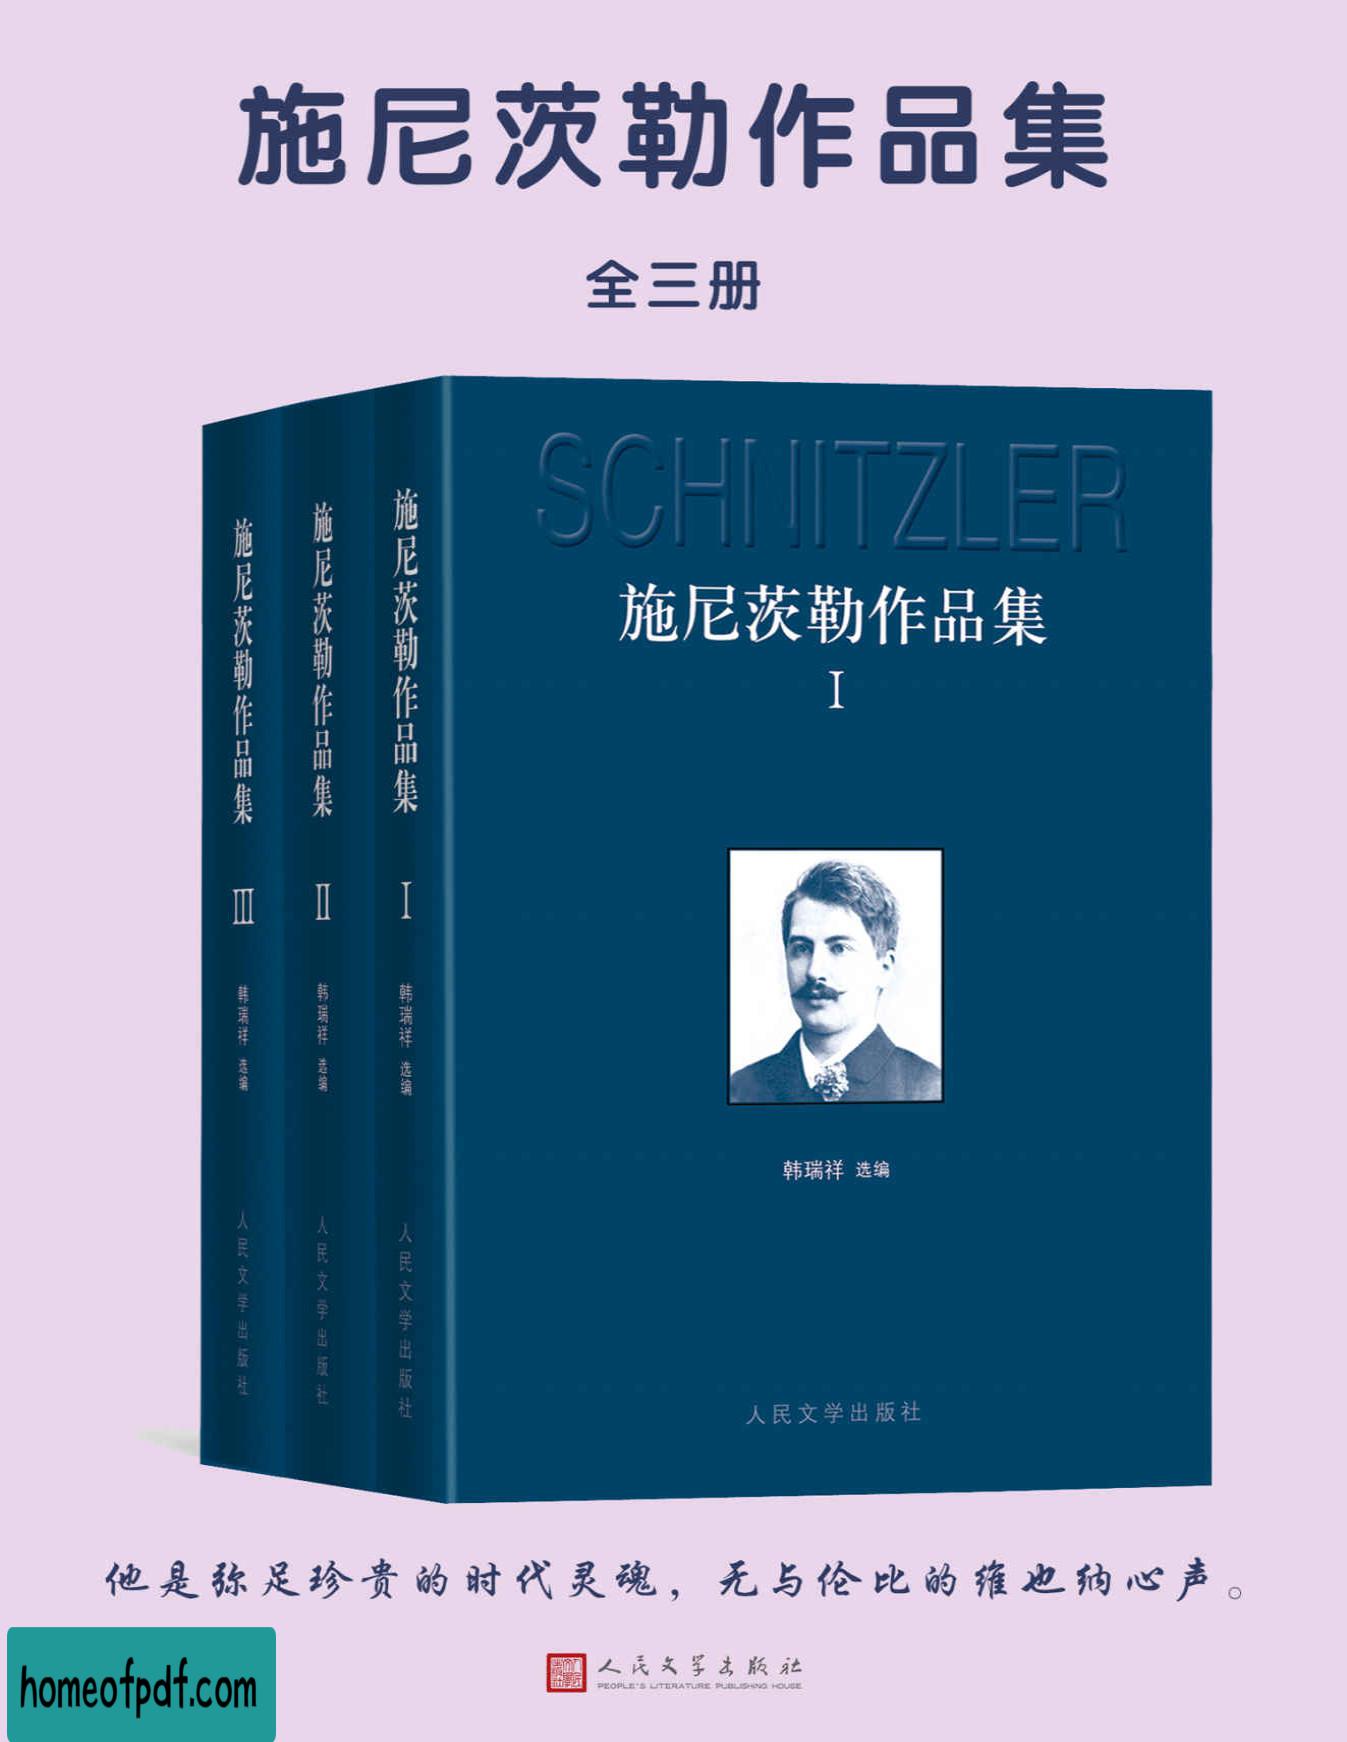 施尼茨勒作品集
全三册
SCHNITZLER
施尼茨勒作品集
I
韩瑞祥 选编
人民文学出版社
施尼茨勒作品集 III 韩瑞祥 选编 人民文学出版社
施尼茨勒作品集 II 韩瑞祥 选编 人民文学出版社
施尼茨勒作品集 I 韩瑞祥 选编 人民文学出版社
他是弥足珍贵的时代灵魂，无与伦比的维也纳心声。
人民文学出版社
PEOPLE'S LITERATURE PUBLISHING HOUSE
homeofpdf.com